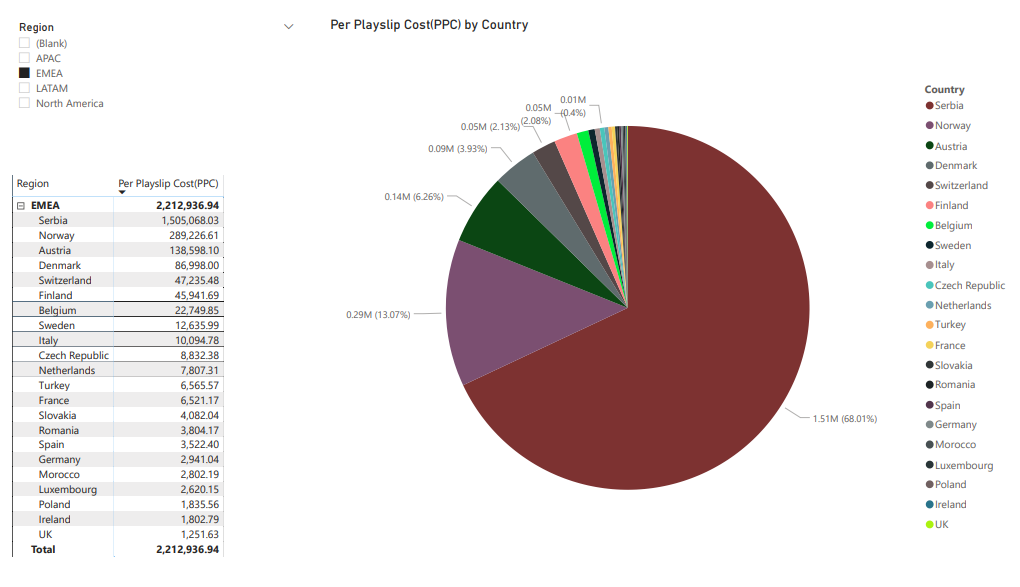 Region
(Blank)
APAC
EMEA
LATAM
North America
Per Playslip Cost(PPC) by Country
Region Per Playslip Cost(PPC)
EMEA 2,212,936.94
Serbia 1,505,068.03
Norway 289,226.61
Austria 138,598.10
Denmark 86,998.00
Switzerland 47,235.48
Finland 45,941.69
Belgium 22,749.85
Sweden 12,635.99
Italy 10,094.78
Czech Republic 8,832.38
Netherlands 7,807.31
Turkey 6,565.57
France 6,521.17
Slovakia 4,082.04
Romania 3,804.17
Spain 3,522.40
Germany 2,941.04
Morocco 2,802.19
Luxembourg 2,620.15
Poland 1,835.56
Ireland 1,802.79
UK 1,251.63
Total 2,212,936.94
0.01M
(0.4%)
0.05M
(2.08%)
0.05M (2.13%)
0.09M (3.93%)
0.14M (6.26%)
0.29M (13.07%)
1.51M (68.01%)
Country
Serbia
Norway
Austria
Denmark
Switzerland
Finland
Belgium
Sweden
Italy
Czech Republic
Netherlands
Turkey
France
Slovakia
Romania
Spain
Germany
Morocco
Luxembourg
Poland
Ireland
UK